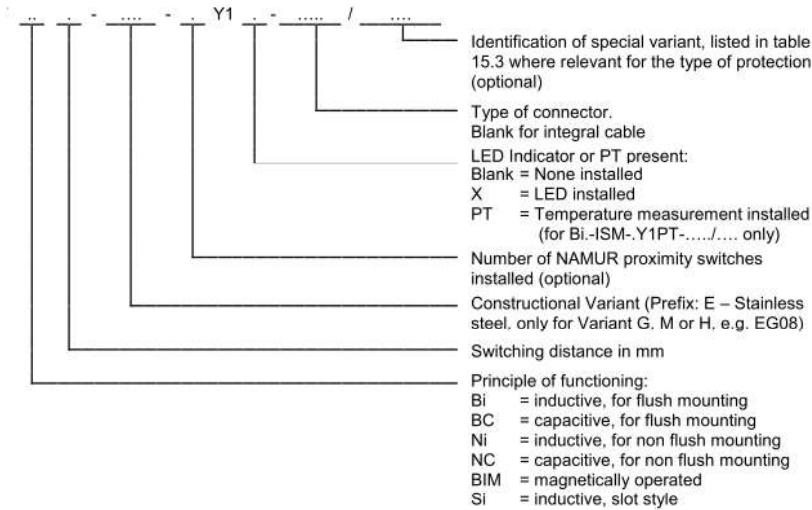 .. . - .... - . Y1 . - ..... / ....
Identification of special variant, listed in table
15.3 where relevant for the type of protection
(optional)
Type of connector.
Blank for integral cable
LED Indicator or PT present:
Blank = None installed
X = LED installed
PT = Temperature measurement installed
(for Bi.-ISM-.Y1PT-...../.... only)
Number of NAMUR proximity switches
installed (optional)
Constructional Variant (Prefix: E – Stainless
steel, only for Variant G, M or H, e.g. EG08)
Switching distance in mm
Principle of functioning:
Bi = inductive, for flush mounting
BC = capacitive, for flush mounting
Ni = inductive, for non flush mounting
NC = capacitive, for non flush mounting
BIM = magnetically operated
Si = inductive, slot style